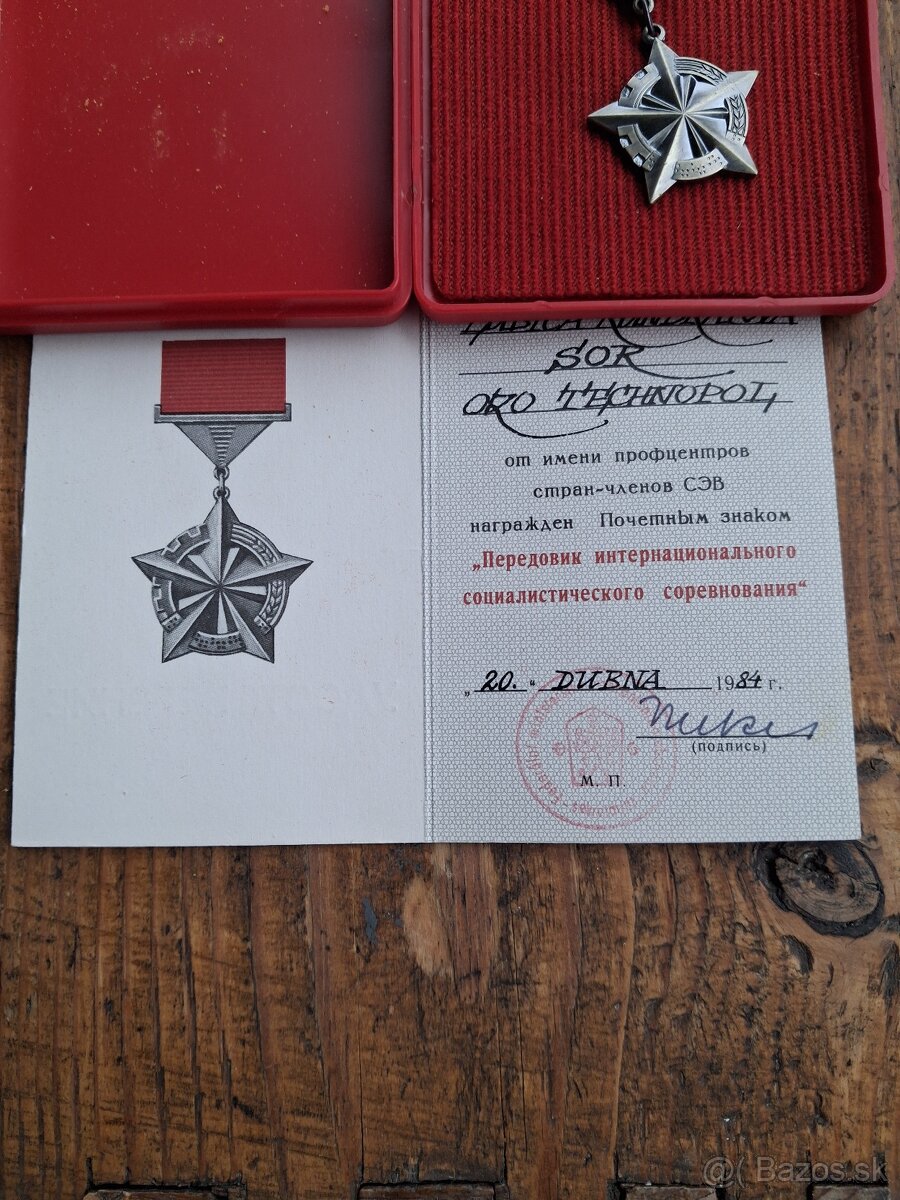 SOR
ORO TECHNOPOL
от имени профцентров
стран-членов СЭВ
награжден Почетным знаком
„Передовик интернационального
социалистического соревнования“
„20.“ DUBNA 1984 г.
(подпись)
М. П.
@( Bazos.sk